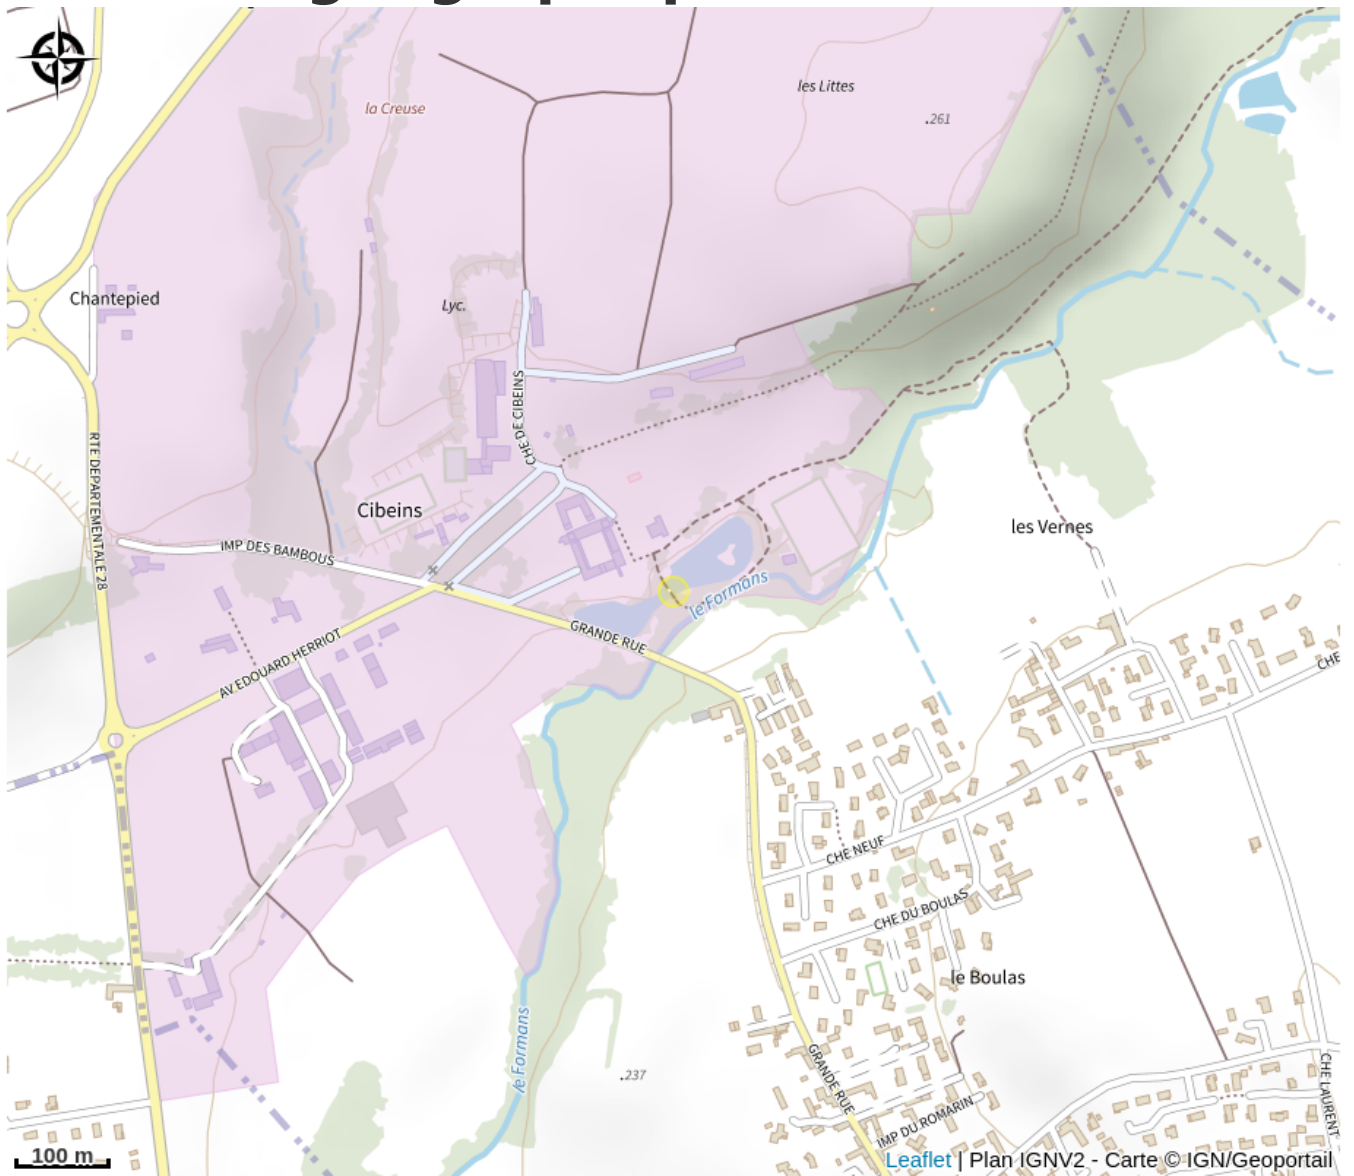 la Creuse
les Littes
.261
Chantepied
Lyc.
CHE DE CIBEINS
RTE DEPARTEMENTALE 28
Cibeins
les Vernes
IMP DES BAMBOUS
le Formans
GRANDE RUE
AV EDOUARD HERRIOT
CHE
CHE NEUF
CHE DU BOULAS
le Boulas
le Formans
.237
GRANDE RUE
CHE LAURENT
IMP DU ROMARIN
100 m
Leaflet | Plan IGNV2 - Carte © IGN/Geoportail